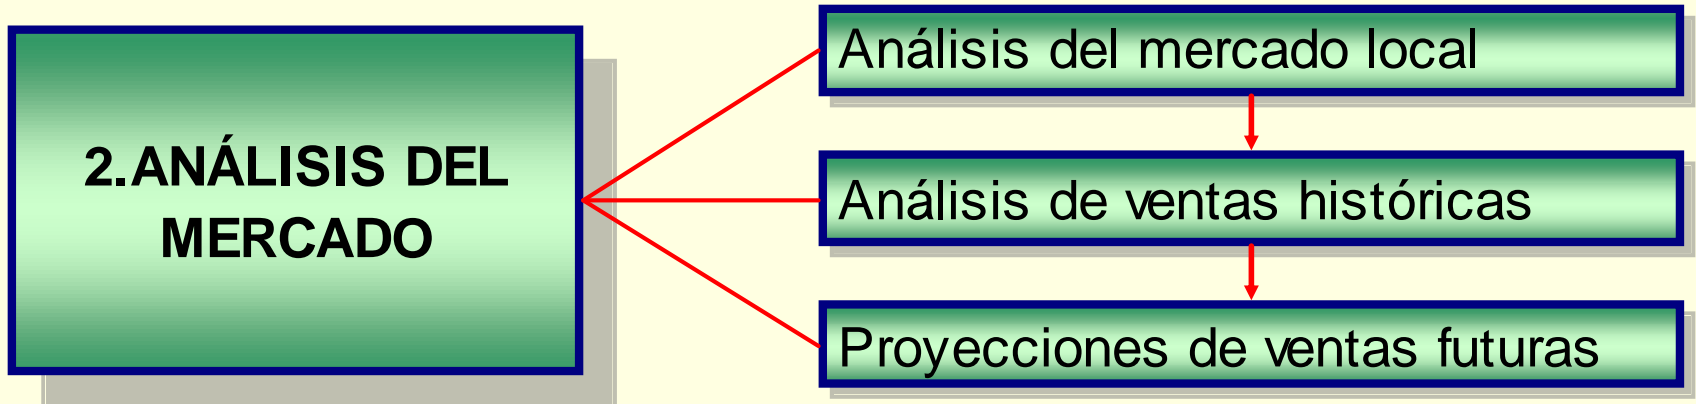 2.ANÁLISIS DEL
MERCADO
Análisis del mercado local
Análisis de ventas históricas
Proyecciones de ventas futuras